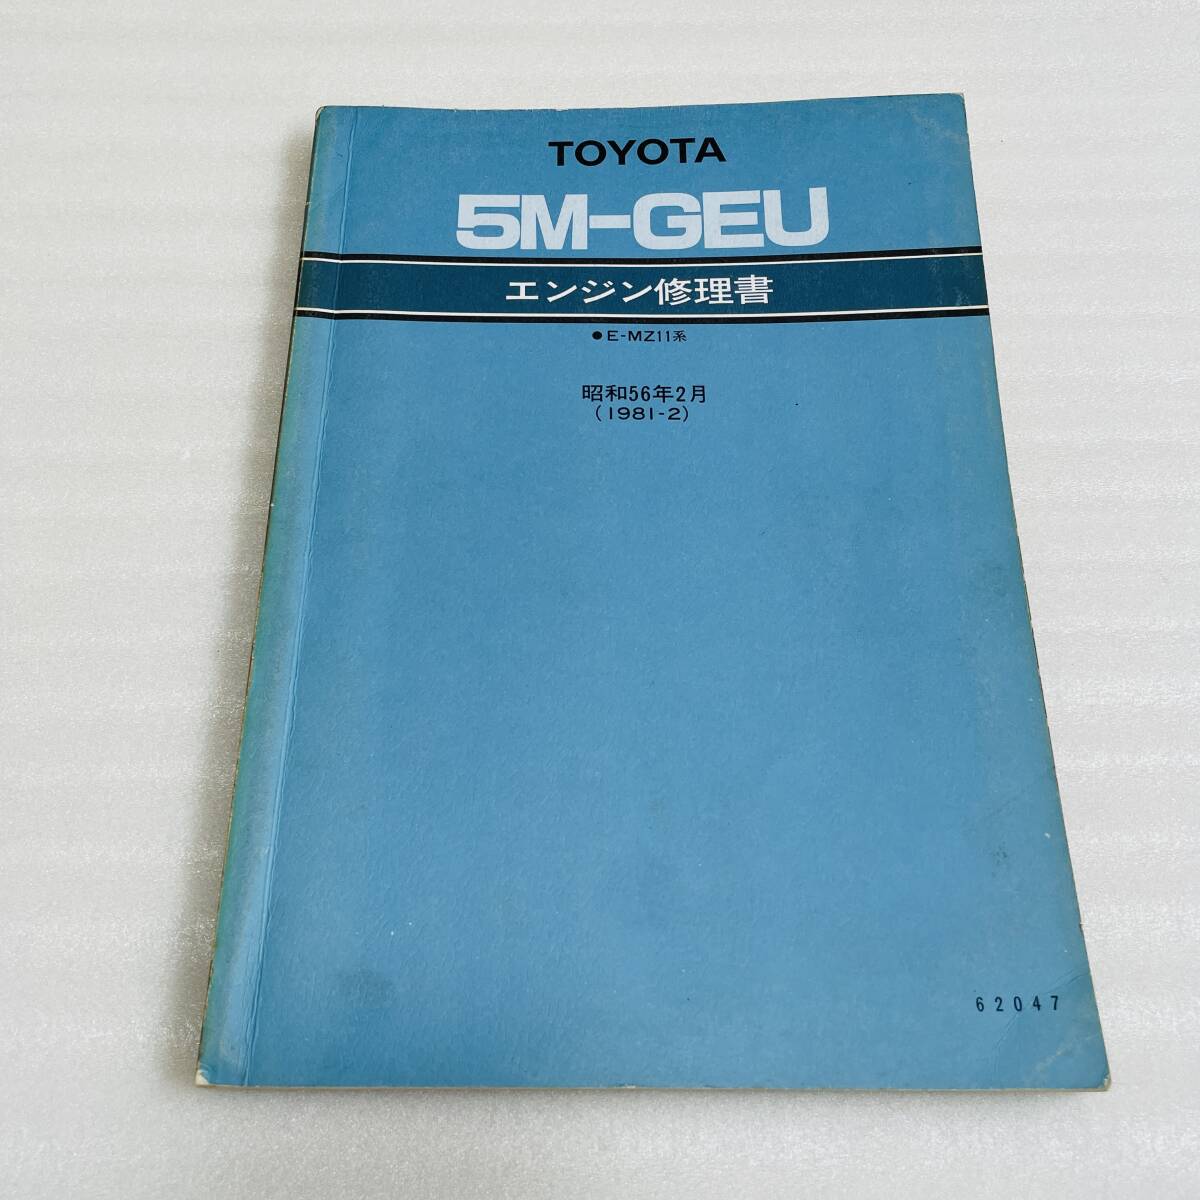 TOYOTA
5M-GEU
エンジン修理書
●E-MZ11系
昭和56年2月
(1981-2)
62047